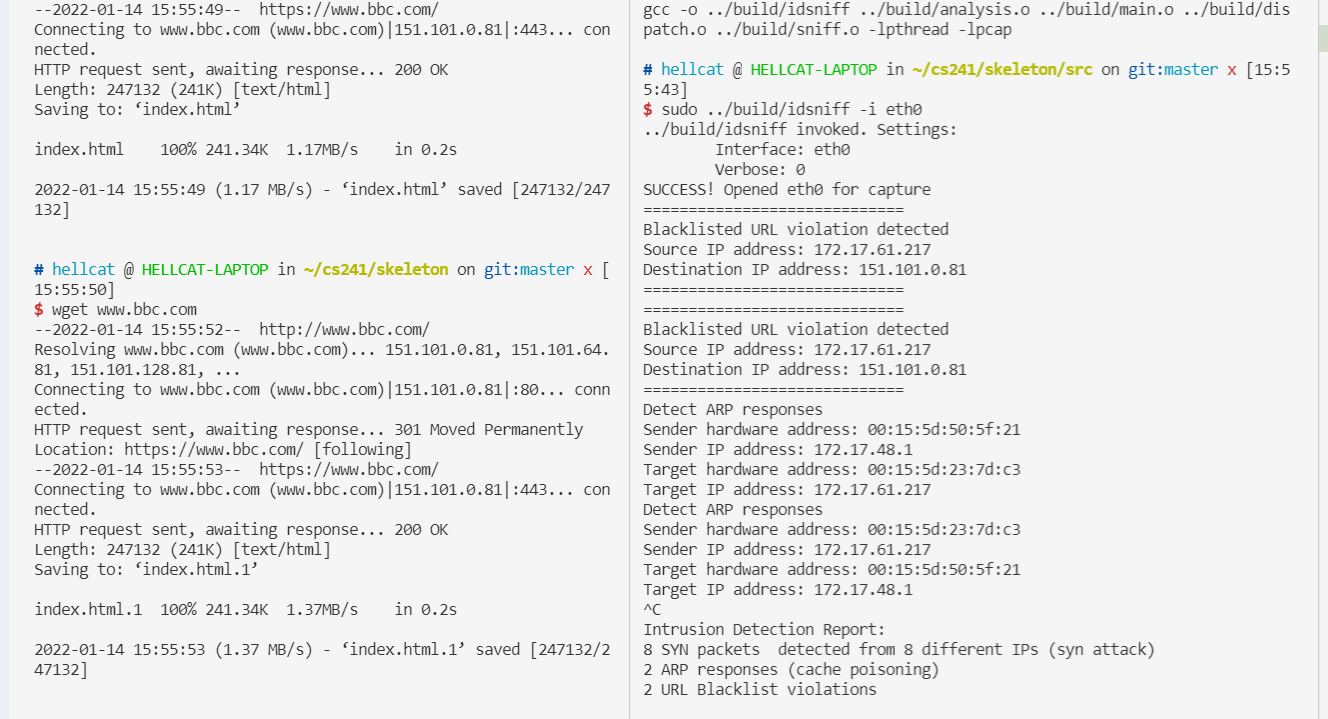 --2022-01-14 15:55:49--  https://www.bbc.com/
Connecting to www.bbc.com (www.bbc.com)|151.101.0.81|:443... con
nected.
HTTP request sent, awaiting response... 200 OK
Length: 247132 (241K) [text/html]
Saving to: ‘index.html’
index.html    100% 241.34K  1.17MB/s    in 0.2s
2022-01-14 15:55:49 (1.17 MB/s) - ‘index.html’ saved [247132/247
132]
# hellcat @ HELLCAT-LAPTOP in ~/cs241/skeleton on git:master x [
15:55:50]
$ wget www.bbc.com
--2022-01-14 15:55:52--  http://www.bbc.com/
Resolving www.bbc.com (www.bbc.com)... 151.101.0.81, 151.101.64.
81, 151.101.128.81, ...
Connecting to www.bbc.com (www.bbc.com)|151.101.0.81|:80... conn
ected.
HTTP request sent, awaiting response... 301 Moved Permanently
Location: https://www.bbc.com/ [following]
--2022-01-14 15:55:53--  https://www.bbc.com/
Connecting to www.bbc.com (www.bbc.com)|151.101.0.81|:443... con
nected.
HTTP request sent, awaiting response... 200 OK
Length: 247132 (241K) [text/html]
Saving to: ‘index.html.1’
index.html.1  100% 241.34K  1.37MB/s    in 0.2s
2022-01-14 15:55:53 (1.37 MB/s) - ‘index.html.1’ saved [247132/2
47132]
gcc -o ../build/idsniff ../build/analysis.o ../build/main.o ../build/dis
patch.o ../build/sniff.o -lpthread -lpcap
# hellcat @ HELLCAT-LAPTOP in ~/cs241/skeleton/src on git:master x [15:5
5:43]
$ sudo ../build/idsniff -i eth0
../build/idsniff invoked. Settings:
        Interface: eth0
        Verbose: 0
SUCCESS! Opened eth0 for capture
=============================
Blacklisted URL violation detected
Source IP address: 172.17.61.217
Destination IP address: 151.101.0.81
=============================
=============================
Blacklisted URL violation detected
Source IP address: 172.17.61.217
Destination IP address: 151.101.0.81
=============================
Detect ARP responses
Sender hardware address: 00:15:5d:50:5f:21
Sender IP address: 172.17.48.1
Target hardware address: 00:15:5d:23:7d:c3
Target IP address: 172.17.61.217
Detect ARP responses
Sender hardware address: 00:15:5d:23:7d:c3
Sender IP address: 172.17.61.217
Target hardware address: 00:15:5d:50:5f:21
Target IP address: 172.17.48.1
^C
Intrusion Detection Report:
8 SYN packets  detected from 8 different IPs (syn attack)
2 ARP responses (cache poisoning)
2 URL Blacklist violations